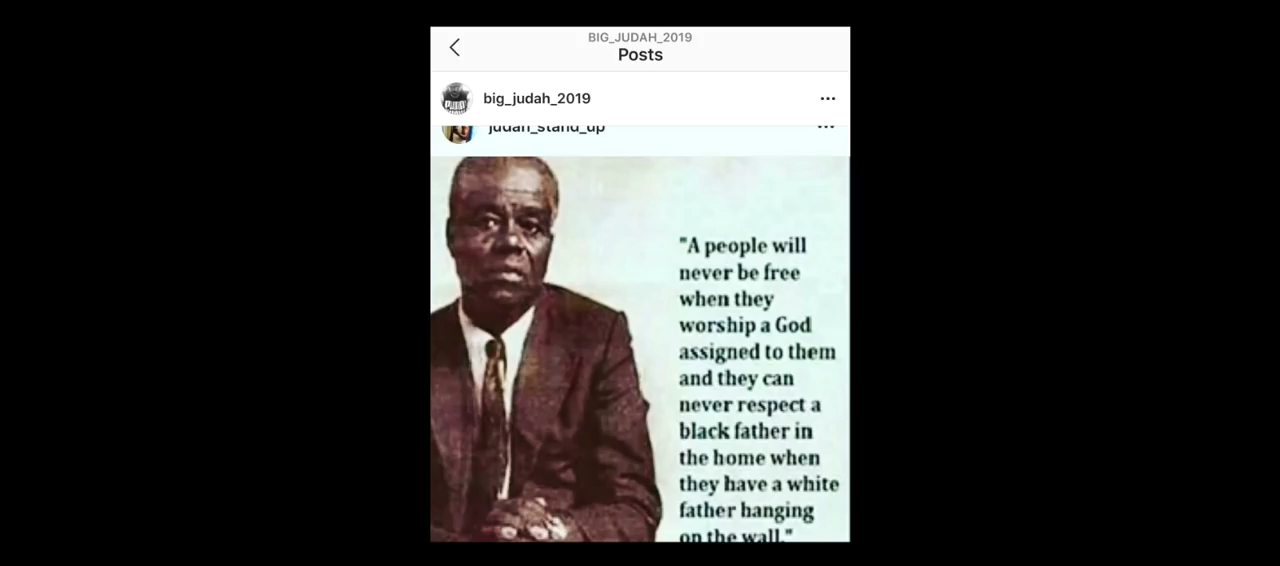 BIG_JUDAH_2019
Posts
big_judah_2019
judah_stand_up
"A people will
never be free
when they
worship a God
assigned to them
and they can
never respect a
black father in
the home when
they have a white
father hanging
on the wall."